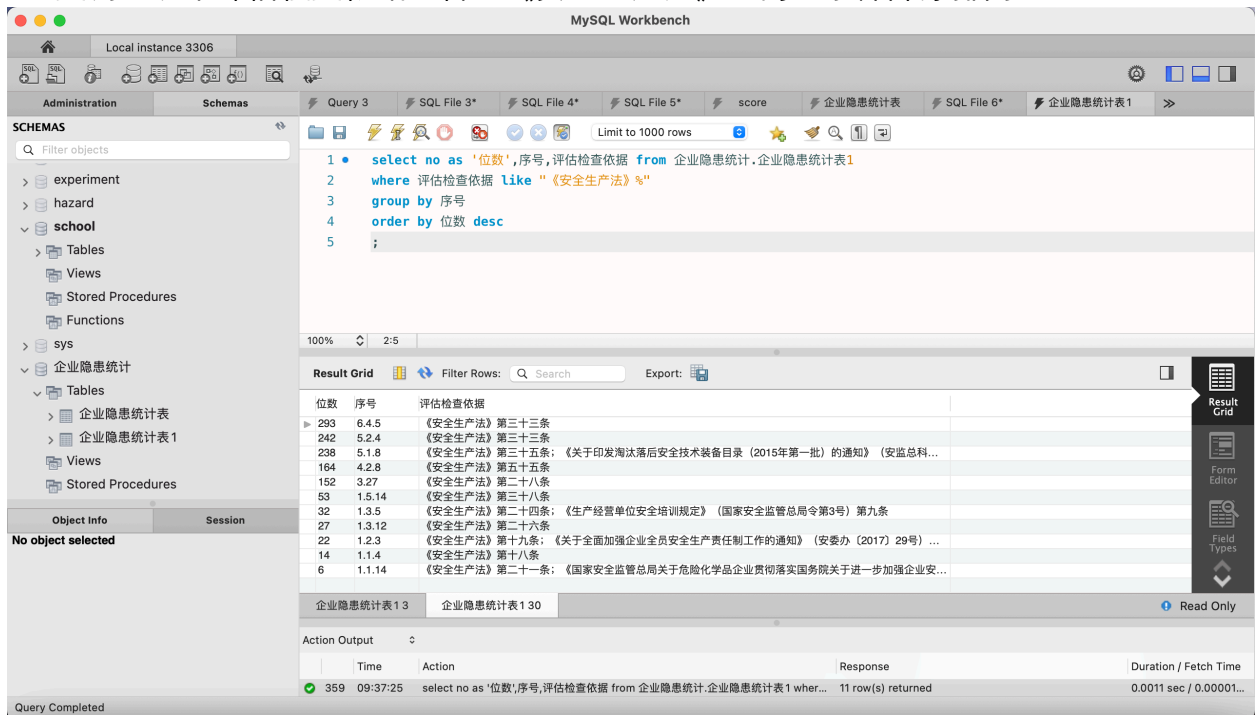 MySQL Workbench
Local instance 3306
Administration
Schemas
Query 3
SQL File 3*
SQL File 4*
SQL File 5*
score
企业隐患统计表
SQL File 6*
企业隐患统计表1
SCHEMAS
Filter objects
experiment
hazard
school
Tables
Views
Stored Procedures
Functions
sys
企业隐患统计
Tables
企业隐患统计表
企业隐患统计表1
Views
Stored Procedures
Object Info
Session
No object selected
Limit to 1000 rows
1 select no as '位数',序号,评估检查依据 from 企业隐患统计.企业隐患统计表1
2 where 评估检查依据 like "《安全生产法》%"
3 group by 序号
4 order by 位数 desc
5 ;
100% 2:5
Result Grid Filter Rows: Search Export:
位数 序号 评估检查依据
293 6.4.5 《安全生产法》第三十三条
242 5.2.4 《安全生产法》第三十三条
238 5.1.8 《安全生产法》第三十五条;《关于印发淘汰落后安全技术装备目录(2015年第一批)的通知》(安监总科...
164 4.2.8 《安全生产法》第五十五条
152 3.27 《安全生产法》第二十八条
53 1.5.14 《安全生产法》第三十八条
32 1.3.5 《安全生产法》第二十四条;《生产经营单位安全培训规定》(国家安全监管总局令第3号)第九条
27 1.3.12 《安全生产法》第二十六条
22 1.2.3 《安全生产法》第十九条;《关于全面加强企业全员安全生产责任制工作的通知》(安委办〔2017〕29号)...
14 1.1.4 《安全生产法》第十八条
6 1.1.14 《安全生产法》第二十一条;《国家安全监管总局关于危险化学品企业贯彻落实国务院关于进一步加强企业安...
Result Grid
Form Editor
Field Types
企业隐患统计表1 3
企业隐患统计表1 30
Read Only
Action Output
Time Action Response Duration / Fetch Time
359 09:37:25 select no as '位数',序号,评估检查依据 from 企业隐患统计.企业隐患统计表1 wher... 11 row(s) returned 0.0011 sec / 0.00001...
Query Completed